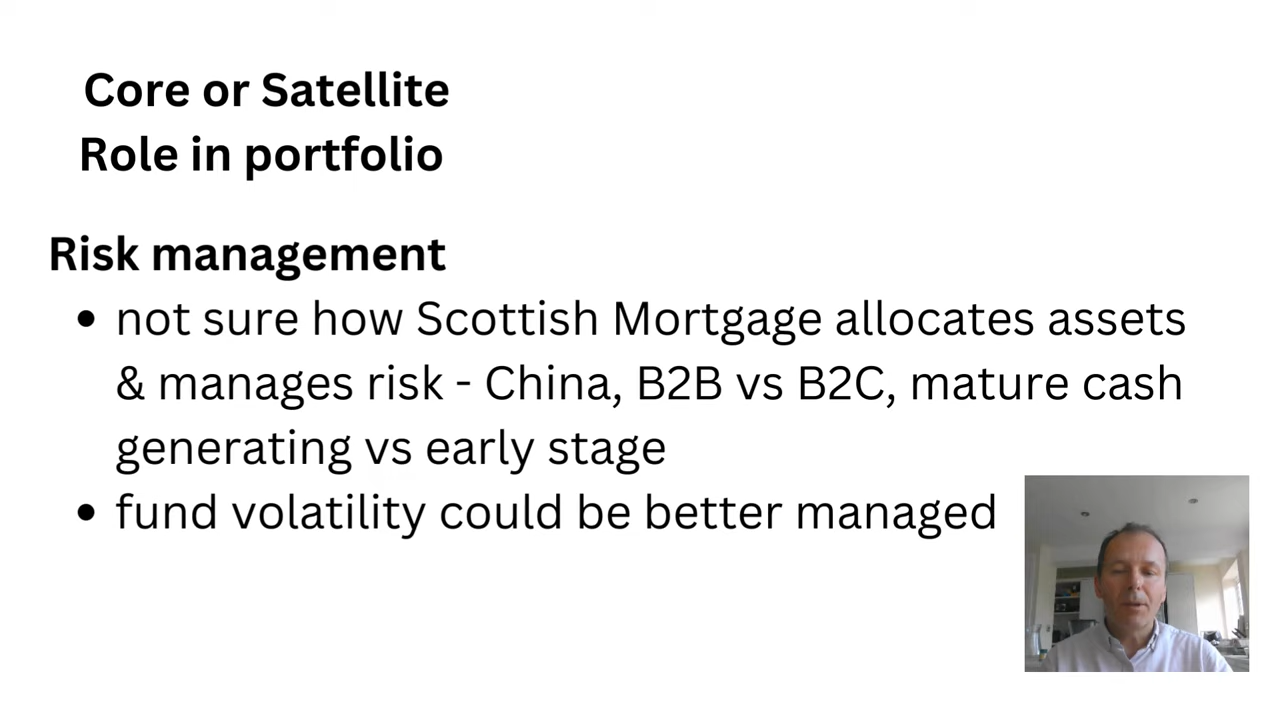 Core or Satellite
Role in portfolio
Risk management
• not sure how Scottish Mortgage allocates assets
& manages risk - China, B2B vs B2C, mature cash
generating vs early stage
• fund volatility could be better managed